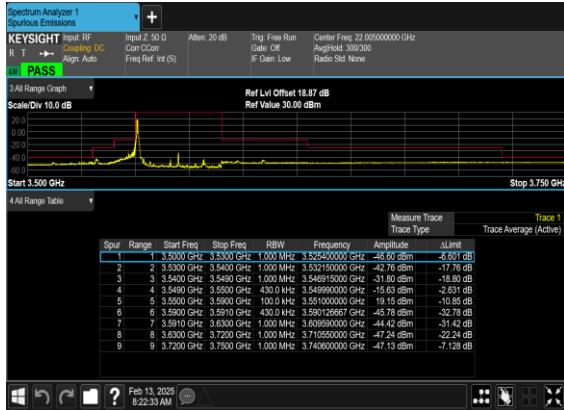 Spectrum Analyzer 1
Spurious Emissions
+
KEYSIGHT Input: RF Input Z: 50 Ω Atten: 20 dB Trig: Free Run Center Freq: 22.005000000 GHz
R T Coupling: DC Corr CCorr Gate: Off Avg|Hold: 300/300
Align: Auto Freq Ref: Int (S) IF Gain: Low Radio Std: None
PASS
3 All Range Graph Ref Lvl Offset 18.87 dB
Scale/Div 10.0 dB Ref Value 30.00 dBm
20.0
0.00
-20.0
-40.0
-60.0
Start 3.500 GHz Stop 3.750 GHz
4 All Range Table
Measure Trace Trace 1
Trace Type Trace Average (Active)
Spur Range Start Freq Stop Freq RBW Frequency Amplitude ΔLimit
1 1 3.5000 GHz 3.5300 GHz 1.000 MHz 3.525400000 GHz -46.60 dBm -6.601 dB
2 2 3.5300 GHz 3.5400 GHz 1.000 MHz 3.532150000 GHz -42.76 dBm -17.76 dB
3 3 3.5400 GHz 3.5490 GHz 1.000 MHz 3.546915000 GHz -31.80 dBm -18.80 dB
4 4 3.5490 GHz 3.5500 GHz 430.0 kHz 3.549990000 GHz -15.63 dBm -2.631 dB
5 5 3.5500 GHz 3.5900 GHz 100.0 kHz 3.551000000 GHz 19.15 dBm -10.85 dB
6 6 3.5900 GHz 3.5910 GHz 430.0 kHz 3.590126667 GHz -45.78 dBm -32.78 dB
7 7 3.5910 GHz 3.6300 GHz 1.000 MHz 3.609590000 GHz -44.42 dBm -31.42 dB
8 8 3.6300 GHz 3.7200 GHz 1.000 MHz 3.710550000 GHz -47.24 dBm -22.24 dB
9 9 3.7200 GHz 3.7500 GHz 1.000 MHz 3.740600000 GHz -47.13 dBm -7.128 dB
? Feb 13, 2025
8:22:33 AM